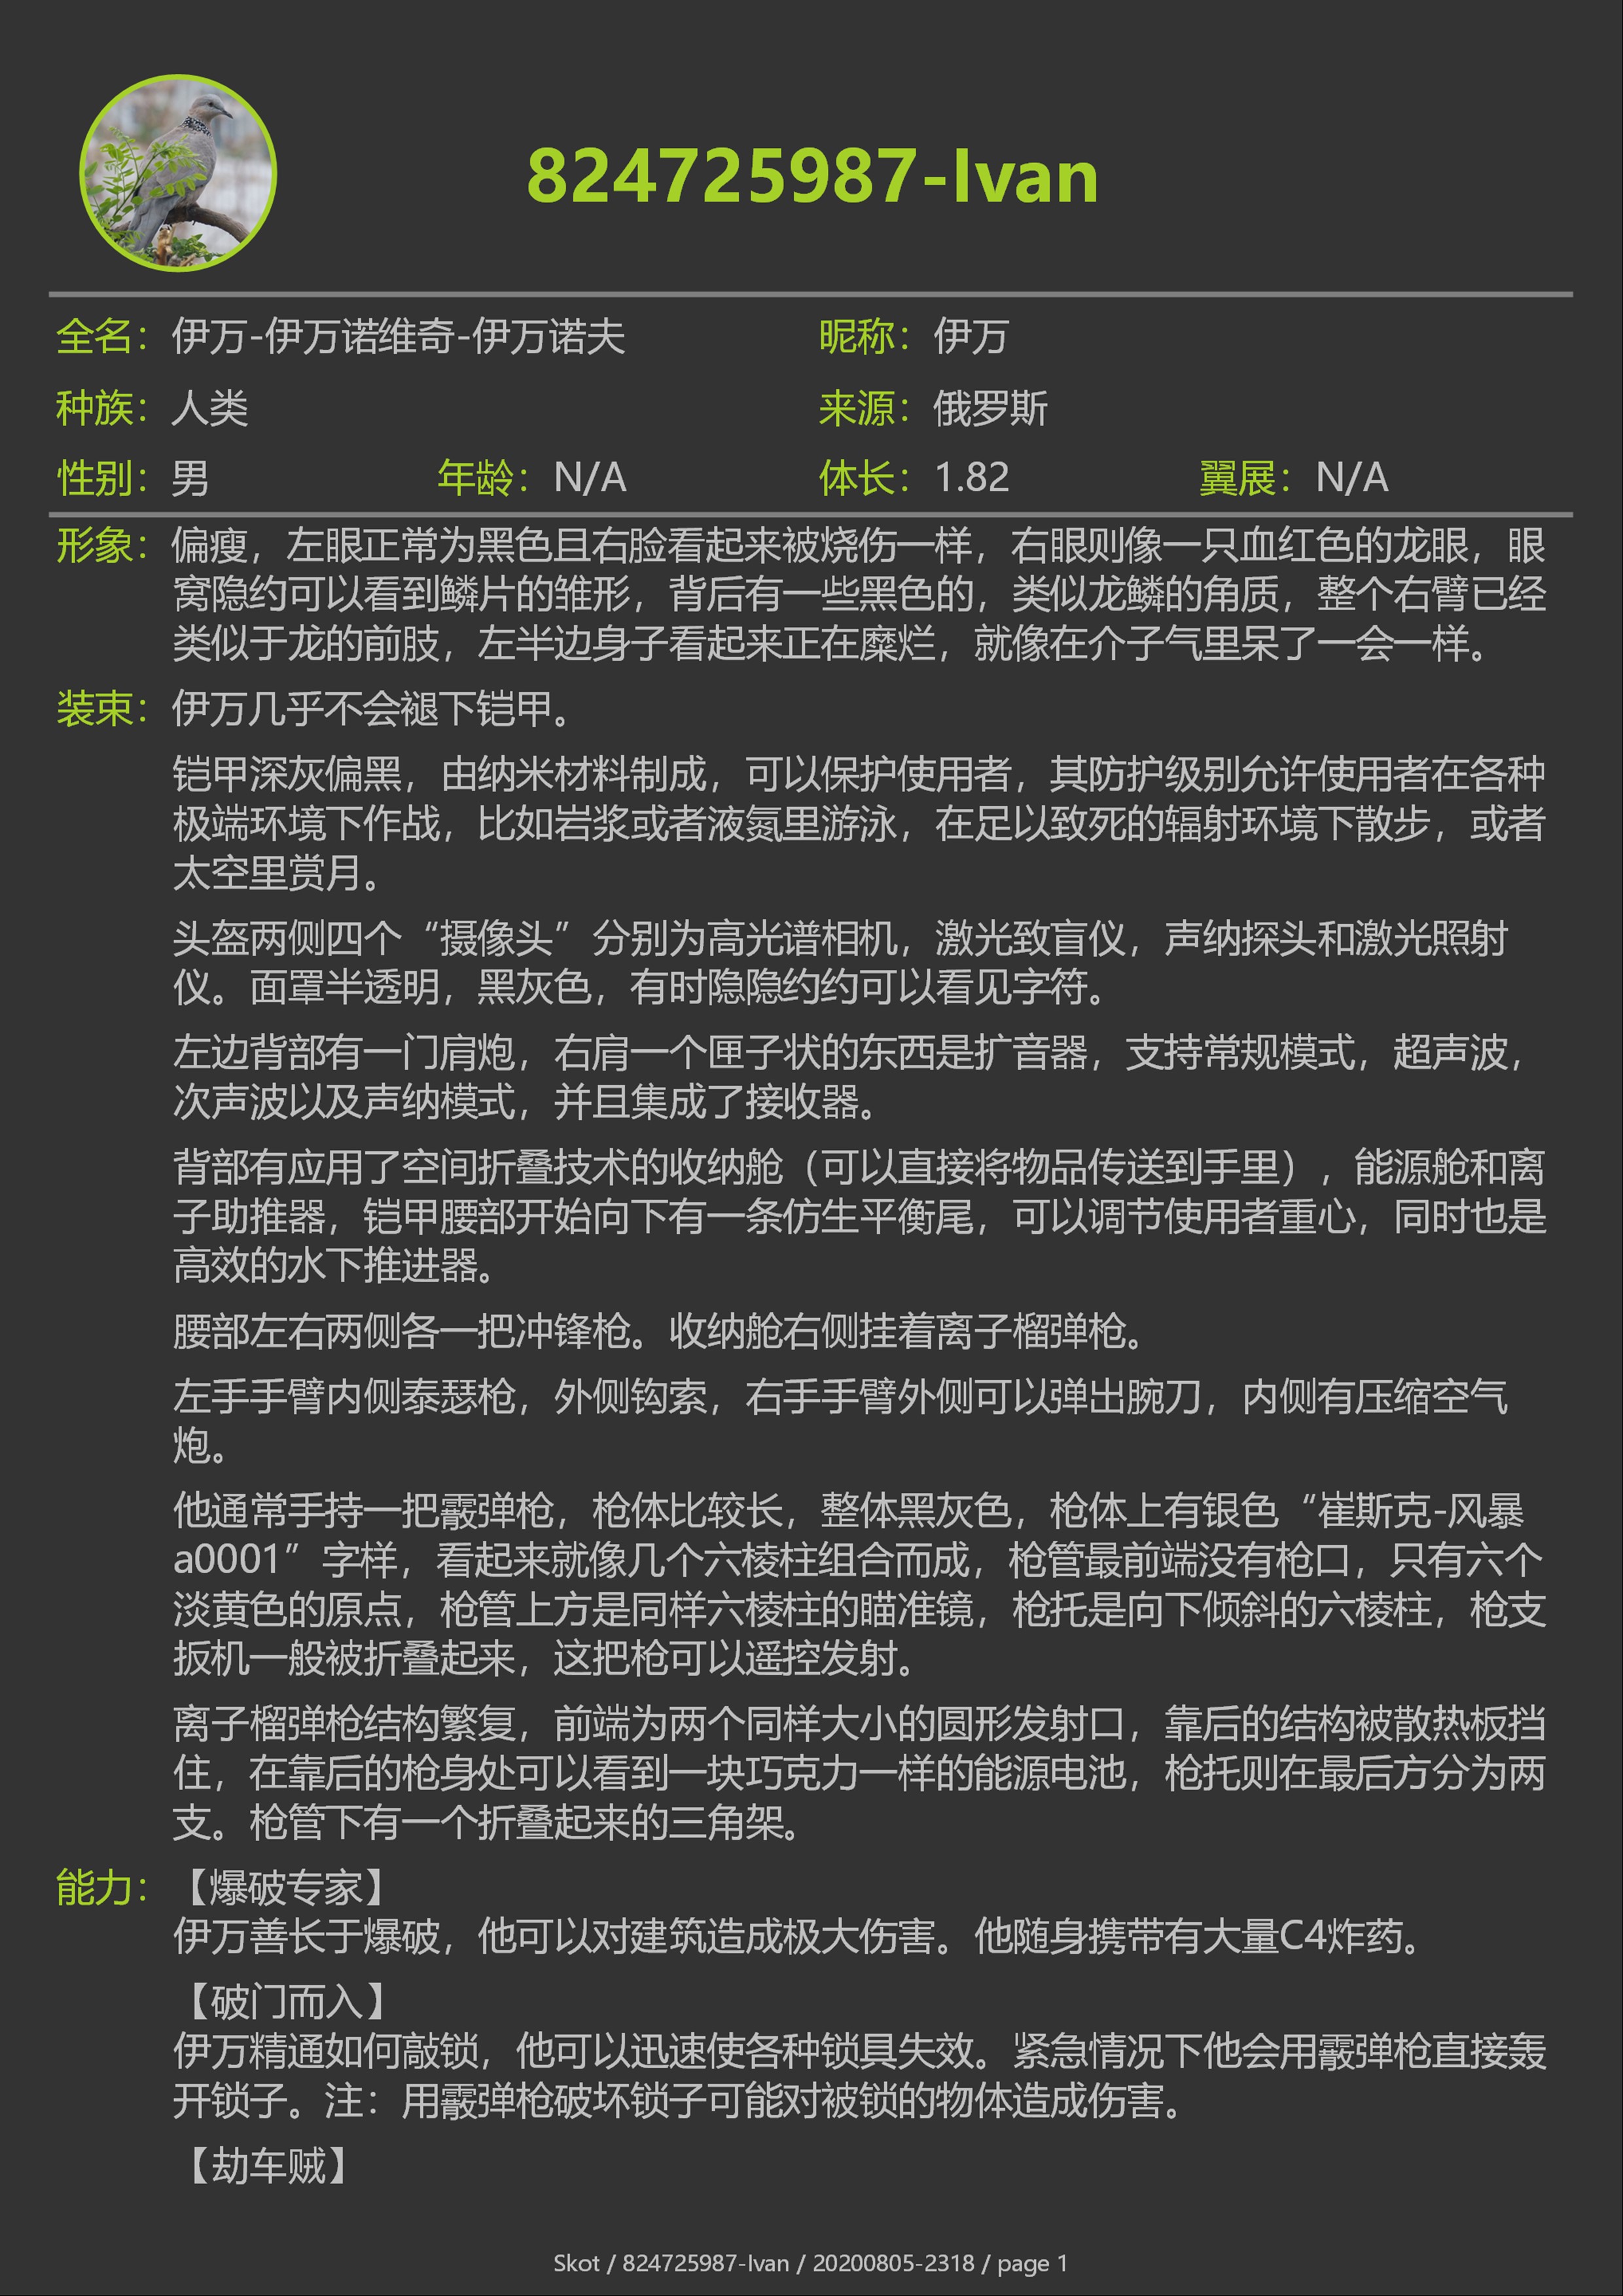 824725987-Ivan
全名：伊万-伊万诺维奇-伊万诺夫 昵称：伊万
种族：人类 来源：俄罗斯
性别：男 年龄：N/A 体长：1.82 翼展：N/A
形象：偏瘦，左眼正常为黑色且右脸看起来被烧伤一样，右眼则像一只血红色的龙眼，眼
窝隐约可以看到鳞片的雏形，背后有一些黑色的，类似龙鳞的角质，整个右臂已经
类似于龙的前肢，左半边身子看起来正在糜烂，就像在介子气里呆了一会一样。
装束：伊万几乎不会褪下铠甲。
铠甲深灰偏黑，由纳米材料制成，可以保护使用者，其防护级别允许使用者在各种
极端环境下作战，比如岩浆或者液氮里游泳，在足以致死的辐射环境下散步，或者
太空里赏月。
头盔两侧四个“摄像头”分别为高光谱相机，激光致盲仪，声纳探头和激光照射
仪。面罩半透明，黑灰色，有时隐隐约约可以看见字符。
左边背部有一门肩炮，右肩一个匣子状的东西是扩音器，支持常规模式，超声波，
次声波以及声纳模式，并且集成了接收器。
背部有应用了空间折叠技术的收纳舱（可以直接将物品传送到手里），能源舱和离
子助推器，铠甲腰部开始向下有一条仿生平衡尾，可以调节使用者重心，同时也是
高效的水下推进器。
腰部左右两侧各一把冲锋枪。收纳舱右侧挂着离子榴弹枪。
左手手臂内侧泰瑟枪，外侧钩索，右手手臂外侧可以弹出腕刀，内侧有压缩空气
炮。
他通常手持一把霰弹枪，枪体比较长，整体黑灰色，枪体上有银色“崔斯克-风暴
a0001”字样，看起来就像几个六棱柱组合而成，枪管最前端没有枪口，只有六个
淡黄色的原点，枪管上方是同样六棱柱的瞄准镜，枪托是向下倾斜的六棱柱，枪支
扳机一般被折叠起来，这把枪可以遥控发射。
离子榴弹枪结构繁复，前端为两个同样大小的圆形发射口，靠后的结构被散热板挡
住，在靠后的枪身处可以看到一块巧克力一样的能源电池，枪托则在最后方分为两
支。枪管下有一个折叠起来的三角架。
能力：【爆破专家】
伊万善长于爆破，他可以对建筑造成极大伤害。他随身携带有大量C4炸药。
【破门而入】
伊万精通如何敲锁，他可以迅速使各种锁具失效。紧急情况下他会用霰弹枪直接轰
开锁子。注：用霰弹枪破坏锁子可能对被锁的物体造成伤害。
【劫车贼】
Skot / 824725987-Ivan / 20200805-2318 / page 1